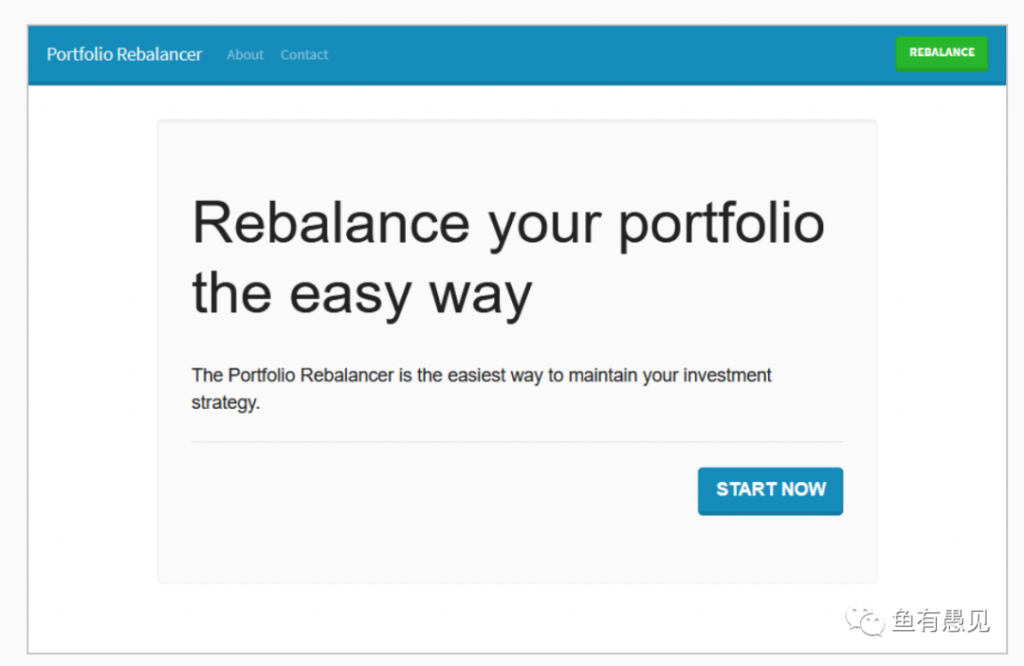 Portfolio Rebalancer About Contact REBALANCE
Rebalance your portfolio
the easy way
The Portfolio Rebalancer is the easiest way to maintain your investment
strategy.
START NOW
鱼有愚见